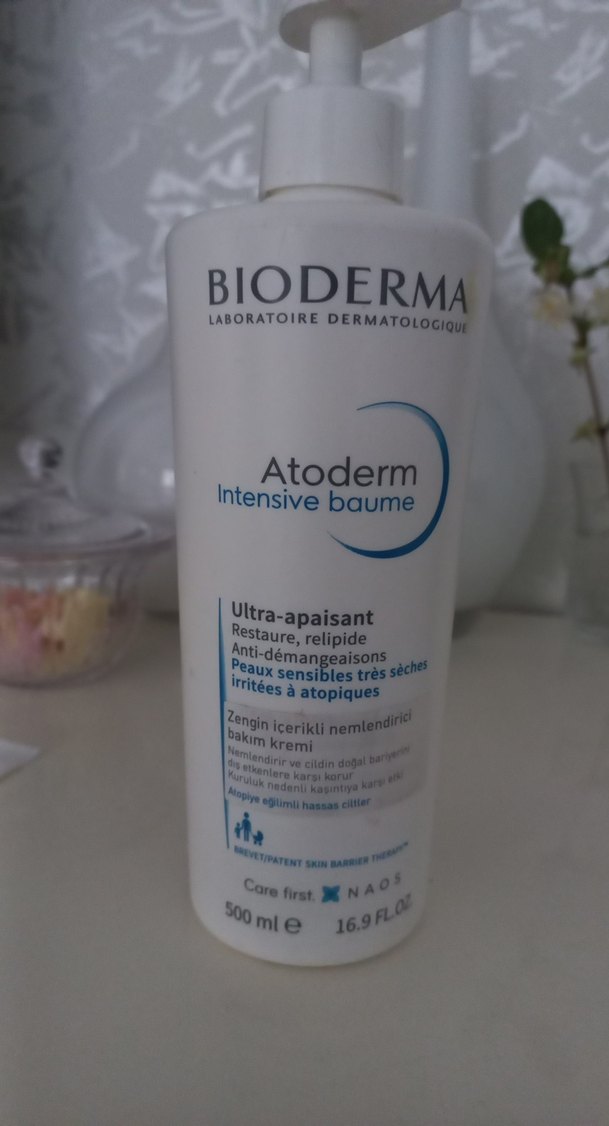 BIODERMA
LABORATOIRE DERMATOLOGIQUE
Atoderm
Intensive baume
Ultra-apaisant
Restaure, relipide
Anti-démangeaisons
Peaux sensibles très sèches
irritées à atopiques
Zengin içerikli nemlendirici
bakım kremi
Nemlendirir ve cildin doğal bariyerini
dış etkenlere karşı korur
Kuruluk nedenli kaşıntıya karşı etki
Atopiye eğilimli hassas ciltler
BREVET/PATENT SKIN BARRIER THERAPY™
Care first. NAOS
500 ml ℮ 16.9 FL.OZ.